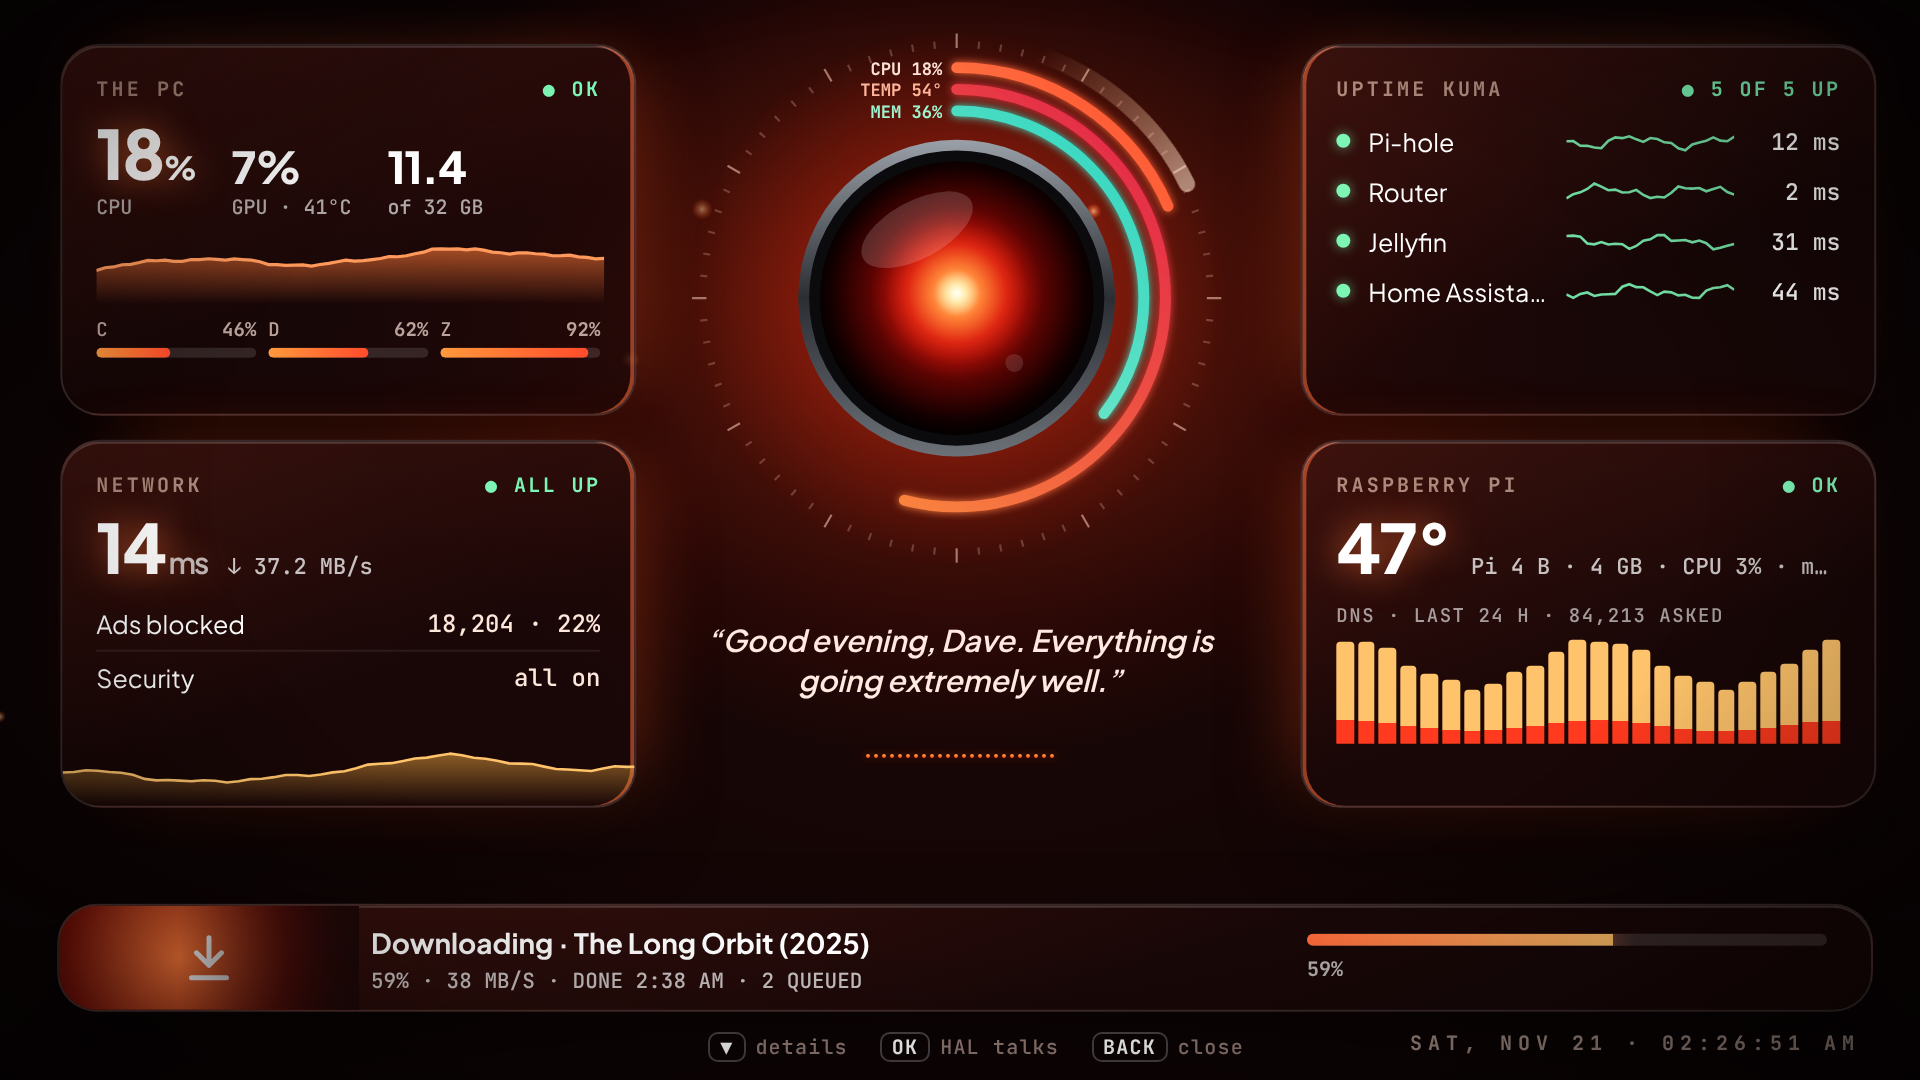 THE PC
● OK
18% 7% 11.4
CPU GPU · 41°C of 32 GB
C 46% D 62% Z 92%
NETWORK
● ALL UP
14ms ↓ 37.2 MB/s
Ads blocked 18,204 · 22%
Security all on
CPU 18%
TEMP 54°
MEM 36%
“Good evening, Dave. Everything is
going extremely well.”
UPTIME KUMA
● 5 OF 5 UP
Pi-hole 12 ms
Router 2 ms
Jellyfin 31 ms
Home Assista… 44 ms
RASPBERRY PI
● OK
47° Pi 4 B · 4 GB · CPU 3% · m…
DNS · LAST 24 H · 84,213 ASKED
Downloading · The Long Orbit (2025)
59% · 38 MB/S · DONE 2:38 AM · 2 QUEUED
59%
▼ details OK HAL talks BACK close
SAT, NOV 21 · 02:26:51 AM